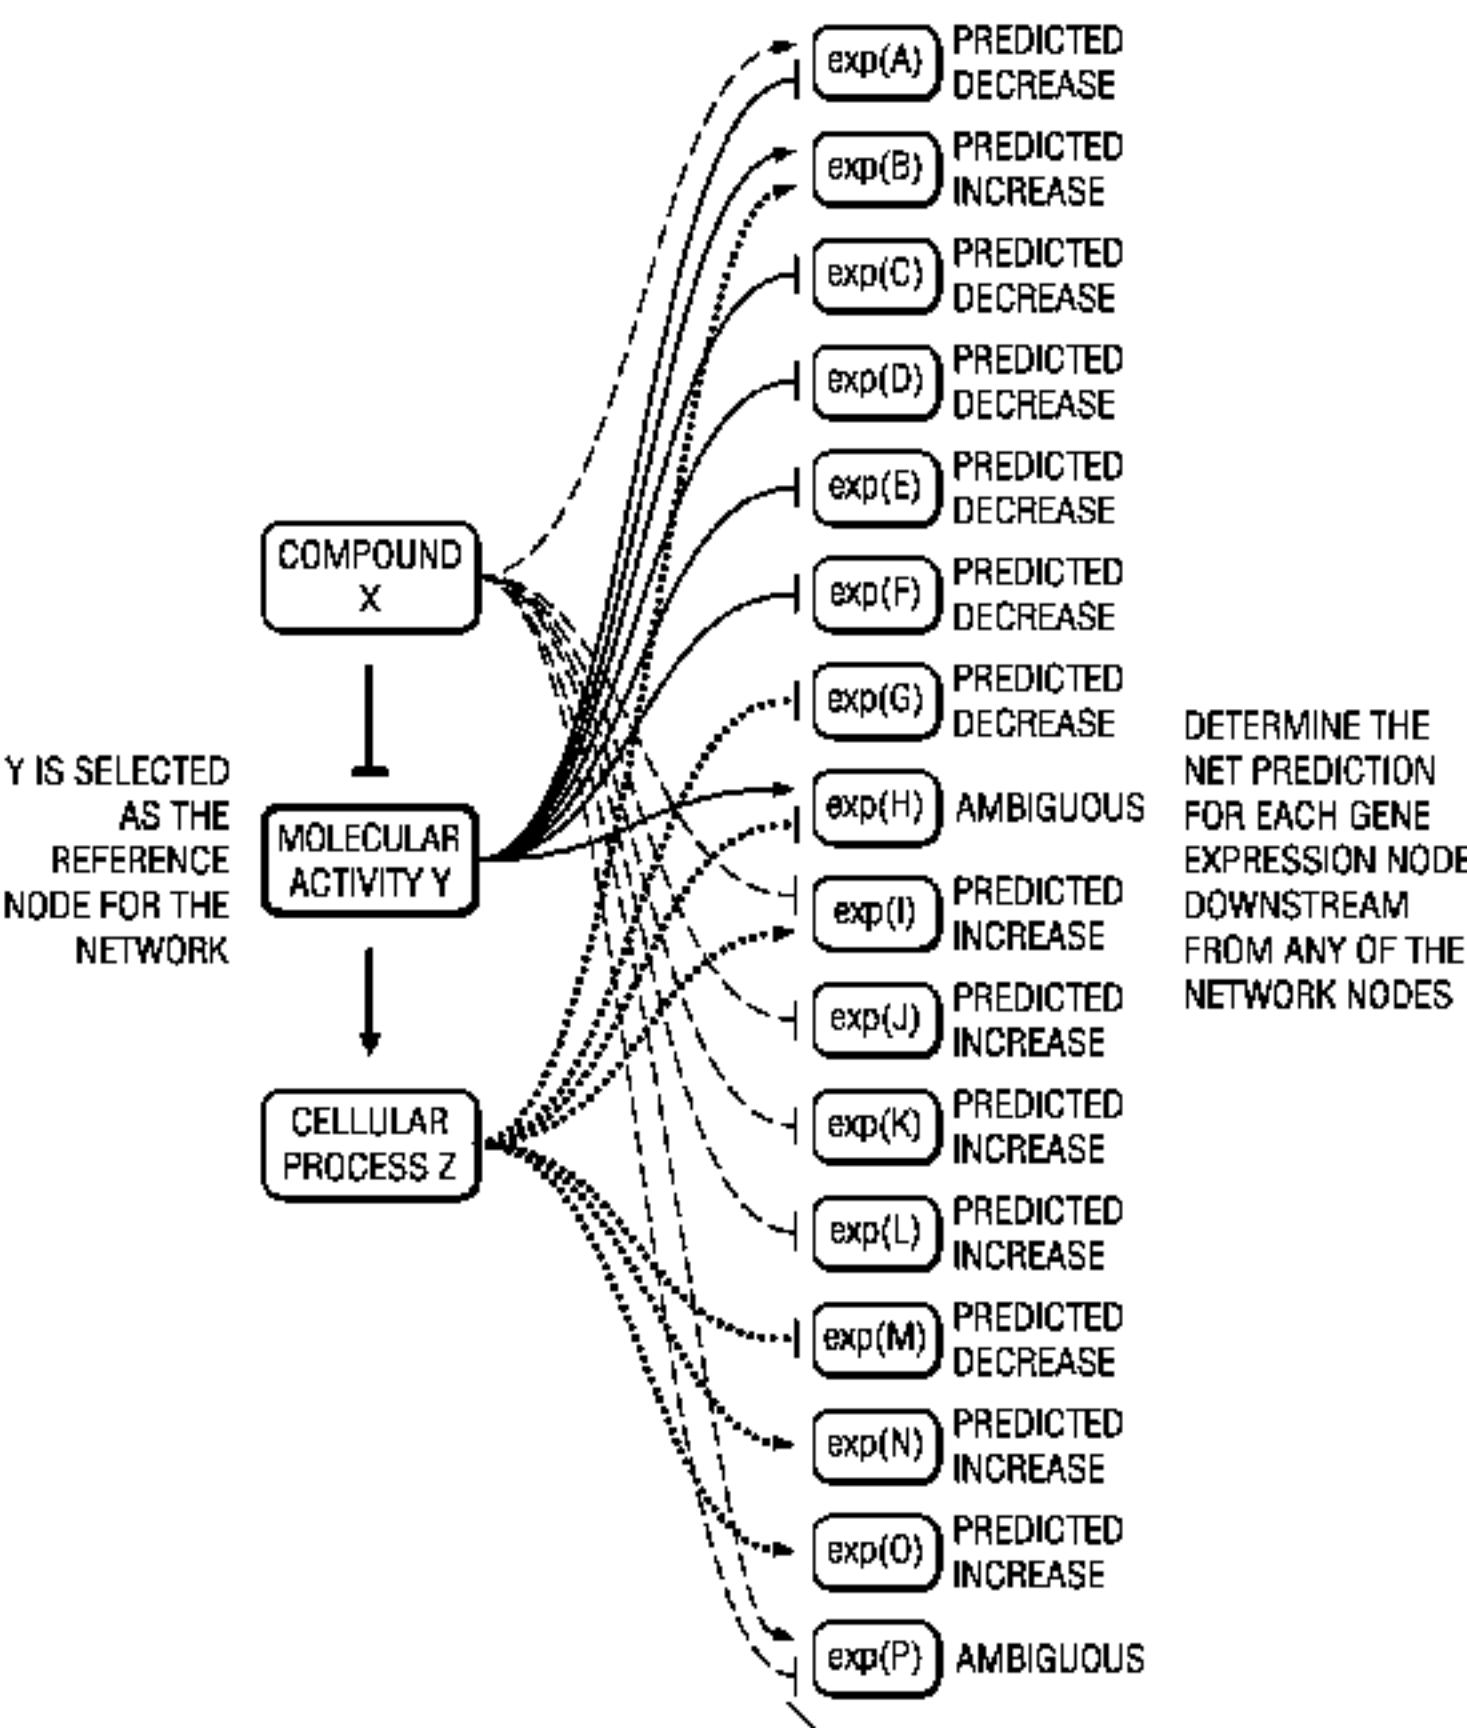 exp(A)
PREDICTED
DECREASE
exp(B)
PREDICTED
INCREASE
exp(C)
PREDICTED
DECREASE
exp(D)
PREDICTED
DECREASE
exp(E)
PREDICTED
DECREASE
COMPOUND
X
exp(F)
PREDICTED
DECREASE
exp(G)
PREDICTED
DECREASE
Y IS SELECTED
AS THE
REFERENCE
NODE FOR THE
NETWORK
MOLECULAR
ACTIVITY Y
exp(H)
AMBIGUOUS
DETERMINE THE
NET PREDICTION
FOR EACH GENE
EXPRESSION NODE
DOWNSTREAM
FROM ANY OF THE
NETWORK NODES
exp(I)
PREDICTED
INCREASE
exp(J)
PREDICTED
INCREASE
CELLULAR
PROCESS Z
exp(K)
PREDICTED
INCREASE
exp(L)
PREDICTED
INCREASE
exp(M)
PREDICTED
DECREASE
exp(N)
PREDICTED
INCREASE
exp(O)
PREDICTED
INCREASE
exp(P)
AMBIGUOUS